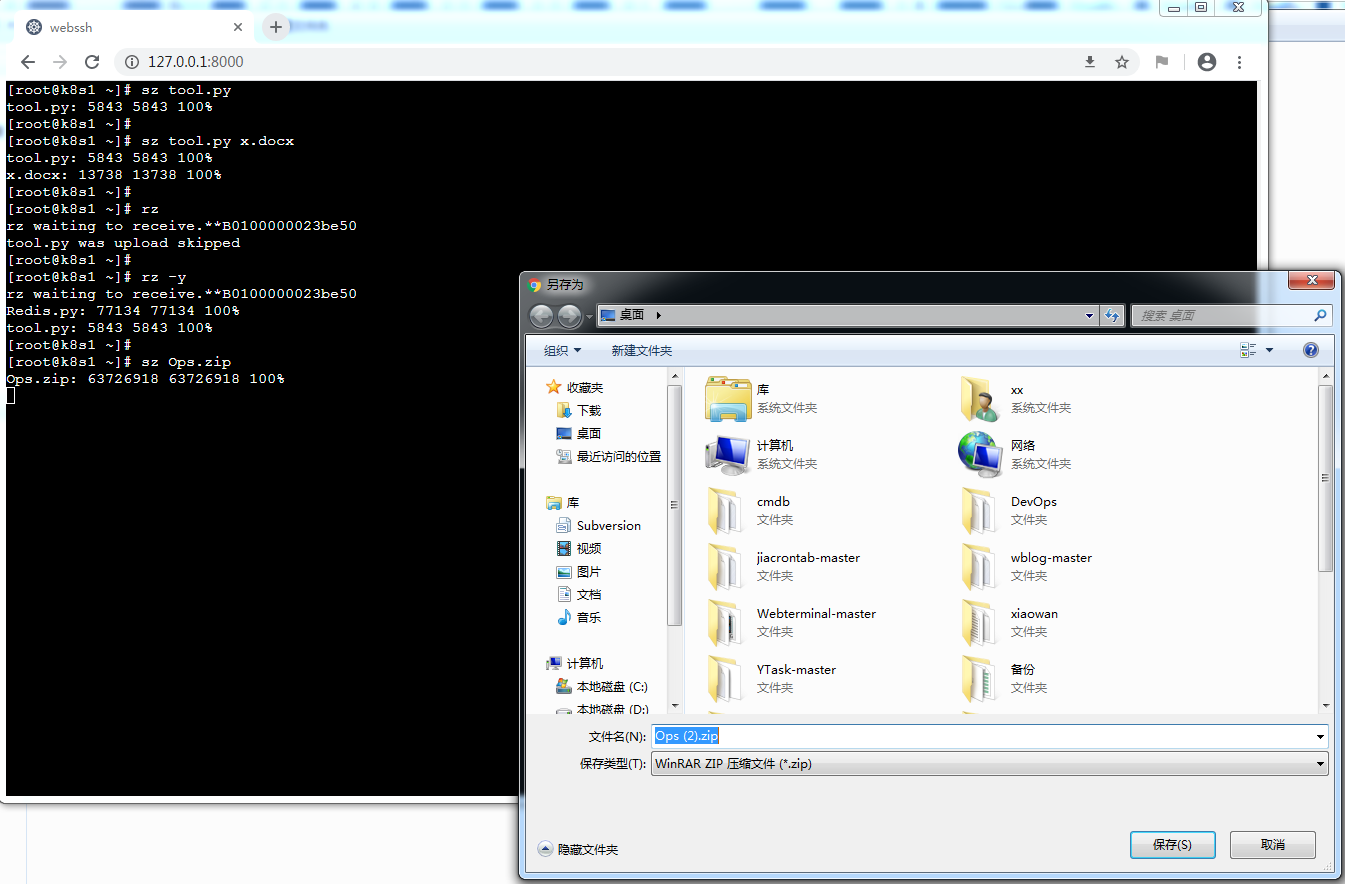 webssh
127.0.0.1:8000
[root@k8s1 ~]# sz tool.py
tool.py: 5843 5843 100%
[root@k8s1 ~]#
[root@k8s1 ~]# sz tool.py x.docx
tool.py: 5843 5843 100%
x.docx: 13738 13738 100%
[root@k8s1 ~]#
[root@k8s1 ~]# rz
rz waiting to receive.**B0100000023be50
tool.py was upload skipped
[root@k8s1 ~]#
[root@k8s1 ~]# rz -y
rz waiting to receive.**B0100000023be50
Redis.py: 77134 77134 100%
tool.py: 5843 5843 100%
[root@k8s1 ~]#
[root@k8s1 ~]# sz Ops.zip
Ops.zip: 63726918 63726918 100%
另存为
桌面
搜索 桌面
组织
新建文件夹
收藏夹
下载
桌面
最近访问的位置
库
Subversion
视频
图片
文档
音乐
计算机
本地磁盘 (C:)
本地磁盘 (D:)
库
系统文件夹
xx
系统文件夹
计算机
系统文件夹
网络
系统文件夹
cmdb
文件夹
DevOps
文件夹
jiacrontab-master
文件夹
wblog-master
文件夹
Webterminal-master
文件夹
xiaowan
文件夹
YTask-master
文件夹
备份
文件夹
文件名(N):
Ops (2).zip
保存类型(T):
WinRAR ZIP 压缩文件 (*.zip)
隐藏文件夹
保存(S)
取消